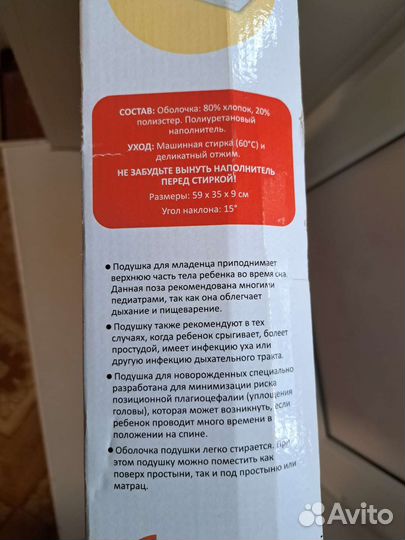 СОСТАВ: Оболочка: 80% хлопок, 20%
полиэстер. Полиуретановый
наполнитель.
УХОД: Машинная стирка (60°C) и
деликатный отжим.
НЕ ЗАБУДЬТЕ ВЫНУТЬ НАПОЛНИТЕЛЬ
ПЕРЕД СТИРКОЙ!
Размеры: 59 x 35 x 9 см
Угол наклона: 15°
• Подушка для младенца приподнимает
верхнюю часть тела ребенка во время сна.
Данная поза рекомендована многими
педиатрами, так как она облегчает
дыхание и пищеварение.
• Подушку также рекомендуют в тех
случаях, когда ребенок срыгивает, болеет
простудой, имеет инфекцию уха или
другую инфекцию дыхательного тракта.
• Подушка для новорожденных специально
разработана для минимизации риска
позиционной плагиоцефалии (уплощения
головы), которая может возникнуть, если
ребенок проводит много времени в
положении на спине.
• Оболочка подушки легко стирается. При
этом подушку можно поместить как
поверх простыни, так и под простыню или
матрац.
Avito